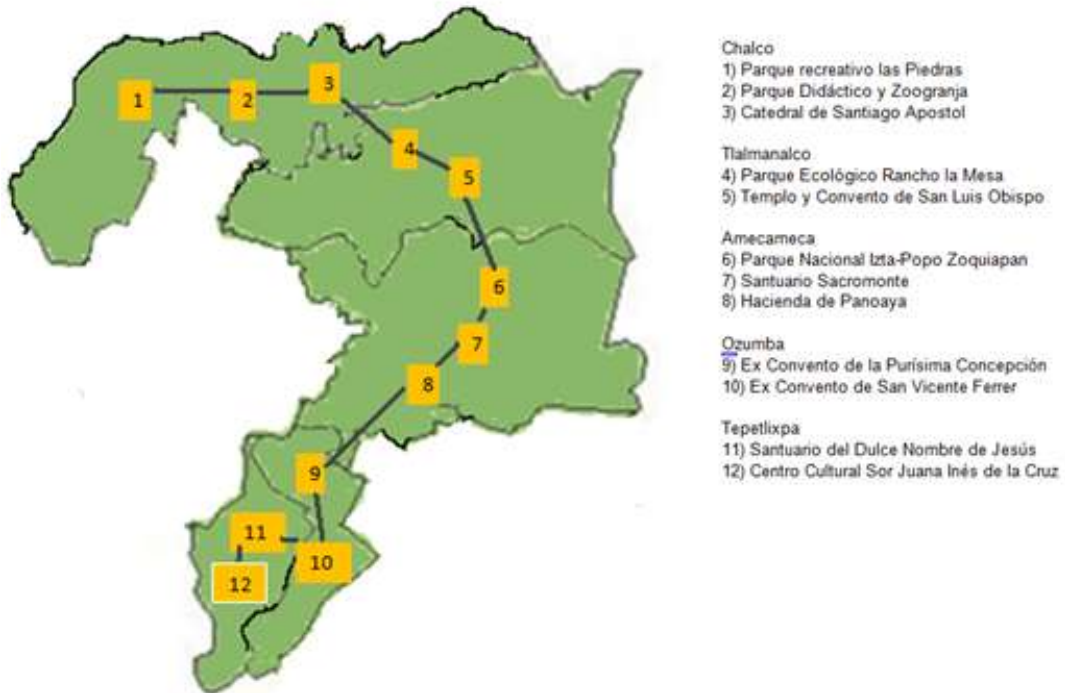 1
2
3
4
5
6
7
8
9
10
11
12
Chalco
1) Parque recreativo las Piedras
2) Parque Didáctico y Zoogranja
3) Catedral de Santiago Apostol
Tlalmanalco
4) Parque Ecológico Rancho la Mesa
5) Templo y Convento de San Luis Obispo
Amecameca
6) Parque Nacional Izta-Popo Zoquiapan
7) Santuario Sacromonte
8) Hacienda de Panoaya
Ozumba
9) Ex Convento de la Purísima Concepción
10) Ex Convento de San Vicente Ferrer
Tepetlixpa
11) Santuario del Dulce Nombre de Jesús
12) Centro Cultural Sor Juana Inés de la Cruz